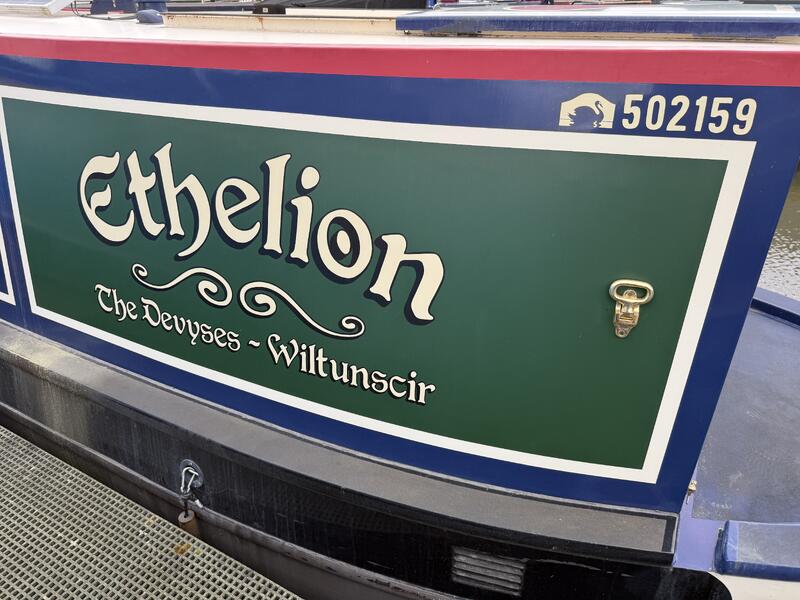 502159
Ethelion
The Devyses ~ Wiltunscir